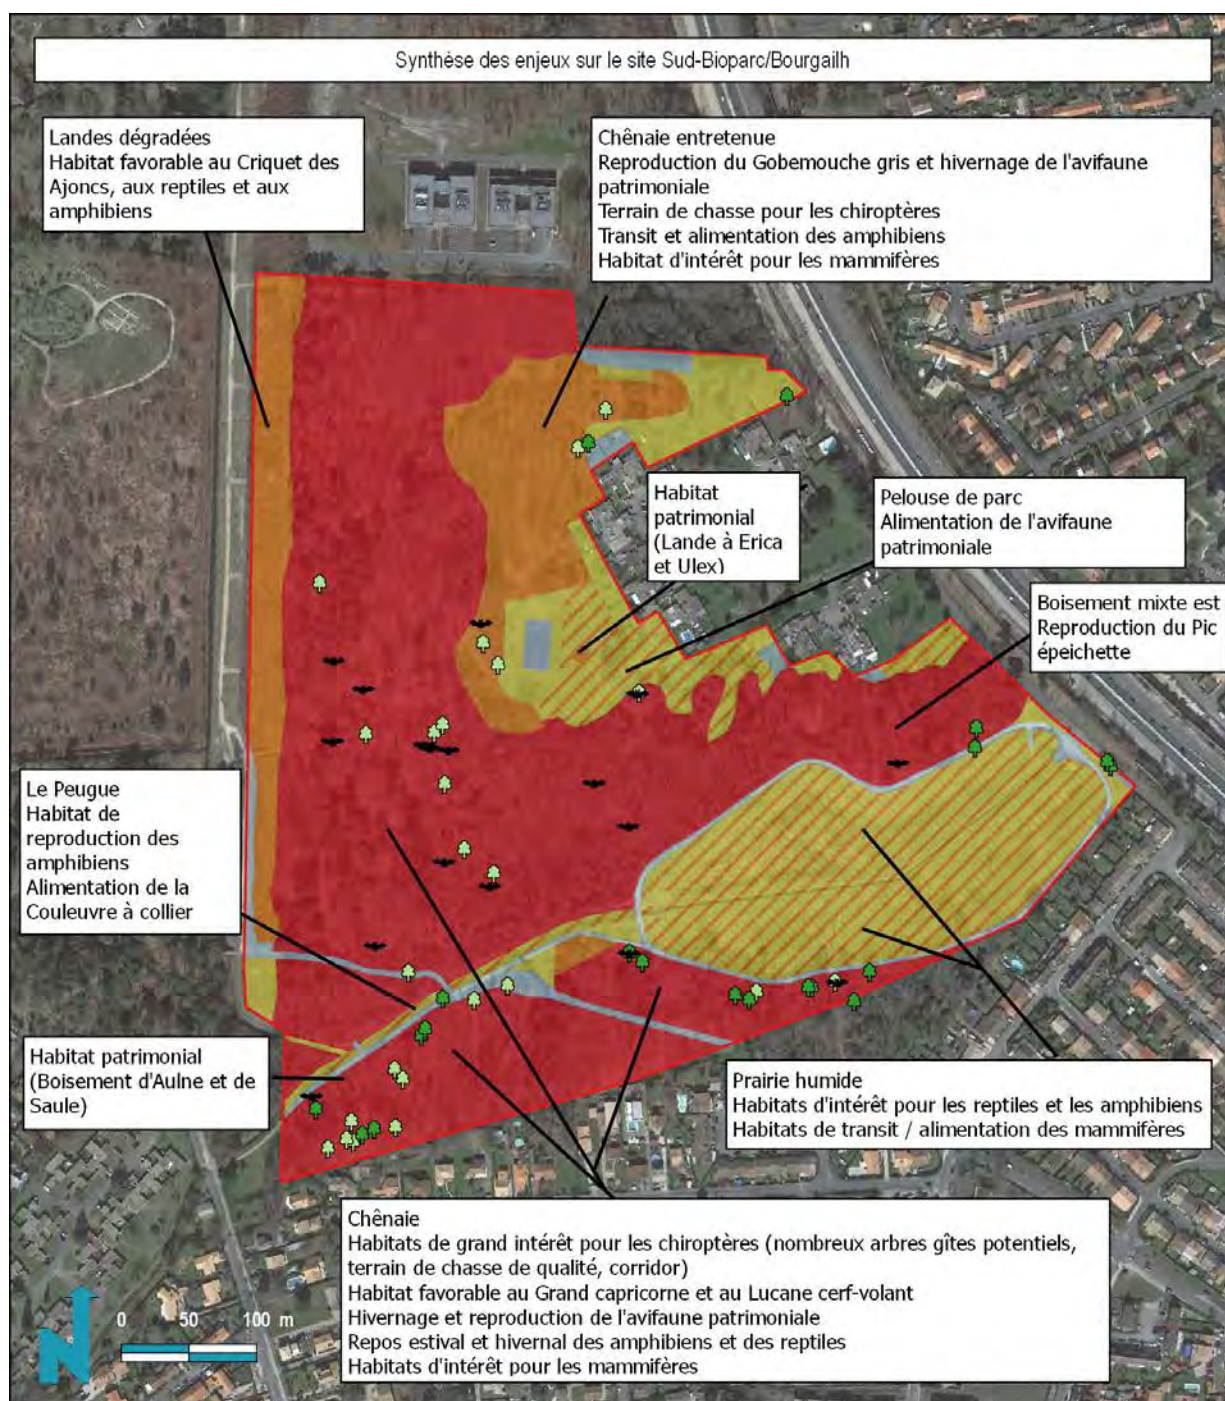 Synthèse des enjeux sur le site Sud-Bioparc/Bourgailh
Landes dégradées
Habitat favorable au Criquet des
Ajoncs, aux reptiles et aux
amphibiens
Chênaie entretenue
Reproduction du Gobemouche gris et hivernage de l'avifaune
patrimoniale
Terrain de chasse pour les chiroptères
Transit et alimentation des amphibiens
Habitat d'intérêt pour les mammifères
Habitat
patrimonial
(Lande à Erica
et Ulex)
Pelouse de parc
Alimentation de l'avifaune
patrimoniale
Boisement mixte est
Reproduction du Pic
épeichette
Le Peugue
Habitat de
reproduction des
amphibiens
Alimentation de la
Couleuvre à collier
Habitat patrimonial
(Boisement d'Aulne et de
Saule)
Prairie humide
Habitats d'intérêt pour les reptiles et les amphibiens
Habitats de transit / alimentation des mammifères
Chênaie
Habitats de grand intérêt pour les chiroptères (nombreux arbres gîtes potentiels,
terrain de chasse de qualité, corridor)
Habitat favorable au Grand capricorne et au Lucane cerf-volant
Hivernage et reproduction de l'avifaune patrimoniale
Repos estival et hivernal des amphibiens et des reptiles
Habitats d'intérêt pour les mammifères
0 50 100 m
N